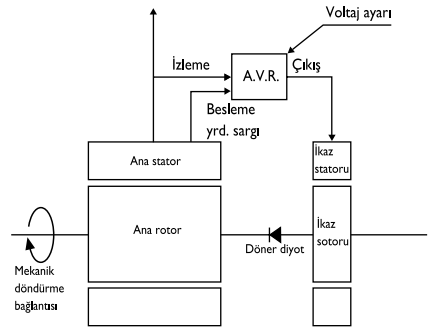 Voltaj ayarı
İzleme
A.V.R.
Çıkış
Besleme
yrd. sargı
Ana stator
İkaz
statoru
Ana rotor
İkaz
sotoru
Döner diyot
Mekanik
döndürme
bağlantısı